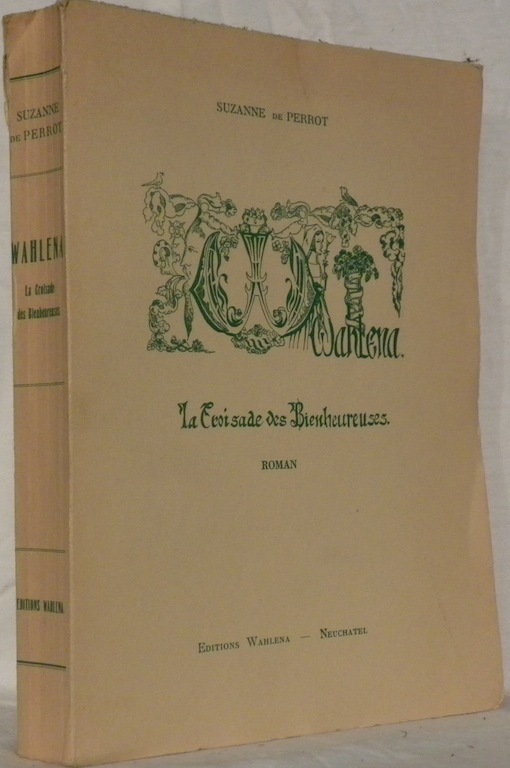 SUZANNE
DE PERROT
WAHLENA
La Croisade
des Bienheureuses
EDITIONS WAHLENA
SUZANNE DE PERROT
Wahlena.
La Croisade des Bienheureuses.
ROMAN
EDITIONS WAHLENA — NEUCHATEL